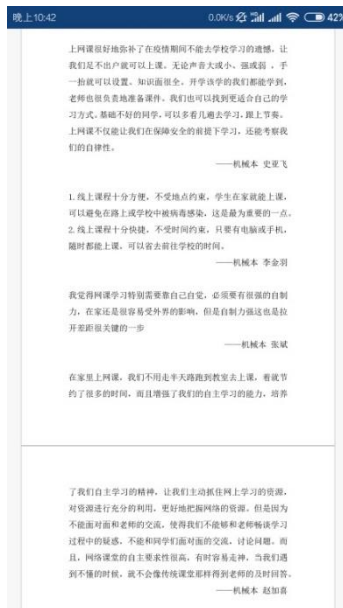 晚上10:42
0.0K/s
42%
上网课很好地弥补了在疫情期间不能去学校学习的遗憾，让
我们足不出户就可以上课。无论声音大或小、强或弱，手
一抬就可以设置。知识面很全。开学该学的我们都能学到，
老师也很负责地准备课件。我们也可以找到更适合自己的学
习方式。基础不好的同学，可以多看几遍去学习，跟上节奏。
上网课不仅能让我们在保障安全的前提下学习，还能考察我
们的自律性。
——机械本 史亚飞
1.线上课程十分方便，不受地点约束，学生在家就能上课，
可以避免在路上或学校中被病毒感染，这是最为重要的一点。
2.线上课程十分快捷，不受时间约束，只要有电脑或手机，
随时都能上课，可以省去前往学校的时间。
——机械本 李金羽
我觉得网课学习特别需要靠自己自觉，必须要有很强的自制
力，在家还是很容易受外界的影响，但是自制力强这也是拉
开差距很关键的一步
——机械本 张斌
在家里上网课，我们不用走半天路跑到教室去上课，着就节
约了很多的时间，而且增强了我们的自主学习的能力，培养
了我们自主学习的精神，让我们主动抓住网上学习的资源，
对资源进行充分的利用，更好地把握网络的资源。但是因为
不能面对面和老师的交流，使得我们不能够和老师畅谈学习
过程中的疑惑，不能和同学们面对面的交流，讨论问题。而
且，网络课堂的自主要求性很高，有时容易走神，当我们遇
到不懂的时候，就不会像传统课堂那样得到老师的及时回答。
——机械本 赵如喜